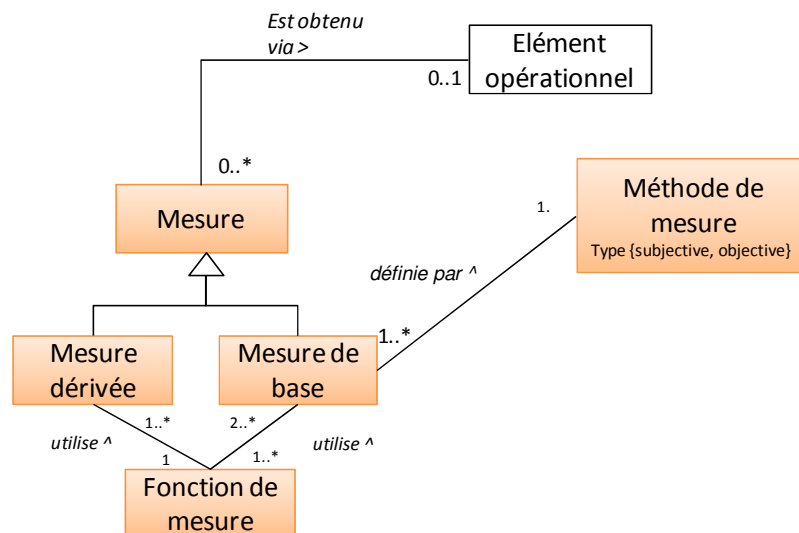 Est obtenu
via >
Elément
opérationnel
0..1
0..*
Mesure
Méthode de
mesure
Type {subjective, objective}
1.
définie par ^
1..*
Mesure
dérivée
Mesure de
base
1..*
2..*
utilise ^
utilise ^
1
1..*
Fonction de
mesure